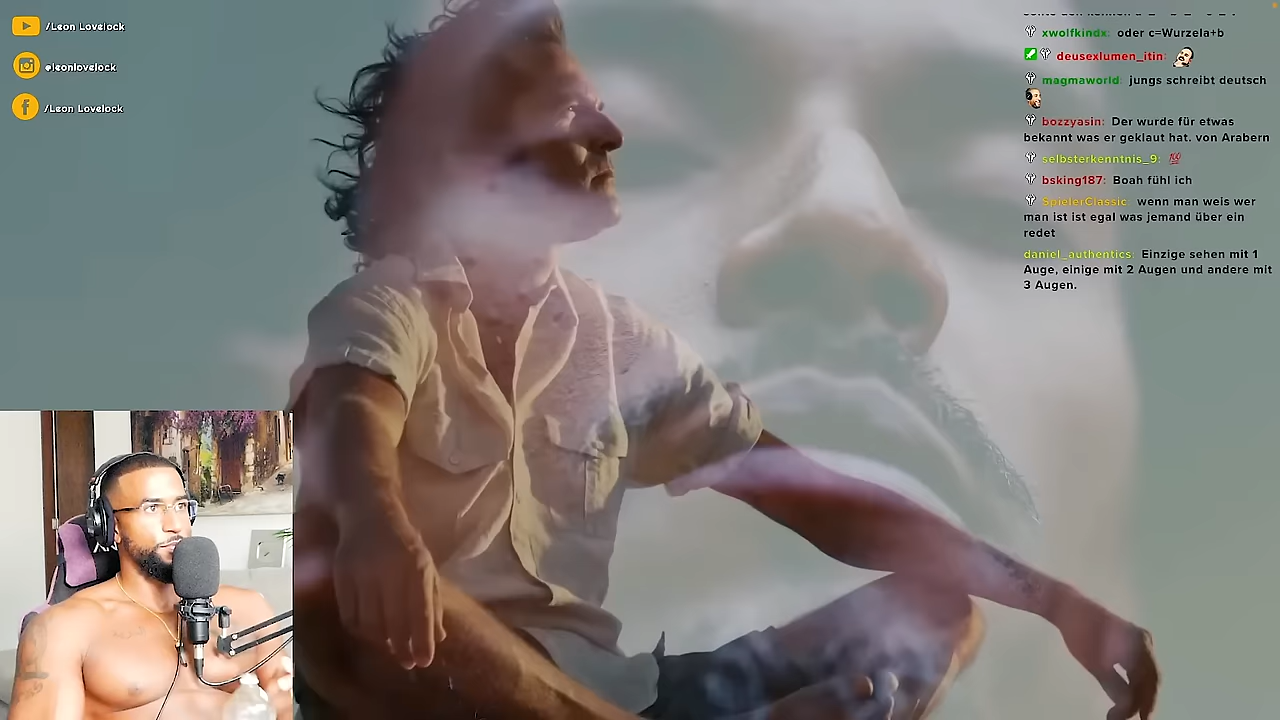 /Leon Lovelock
@leonlovelock
/Leon Lovelock
xwolfkindx: oder c=Wurzela+b
deusexlumen_itin:
magmaworld: jungs schreibt deutsch
bozzyasin: Der wurde für etwas
bekannt was er geklaut hat. von Arabern
selbsterkenntnis_9: 💯
bsking187: Boah fühl ich
SpielerClassic: wenn man weis wer
man ist ist egal was jemand über ein
redet
daniel_authentics: Einzige sehen mit 1
Auge, einige mit 2 Augen und andere mit
3 Augen.